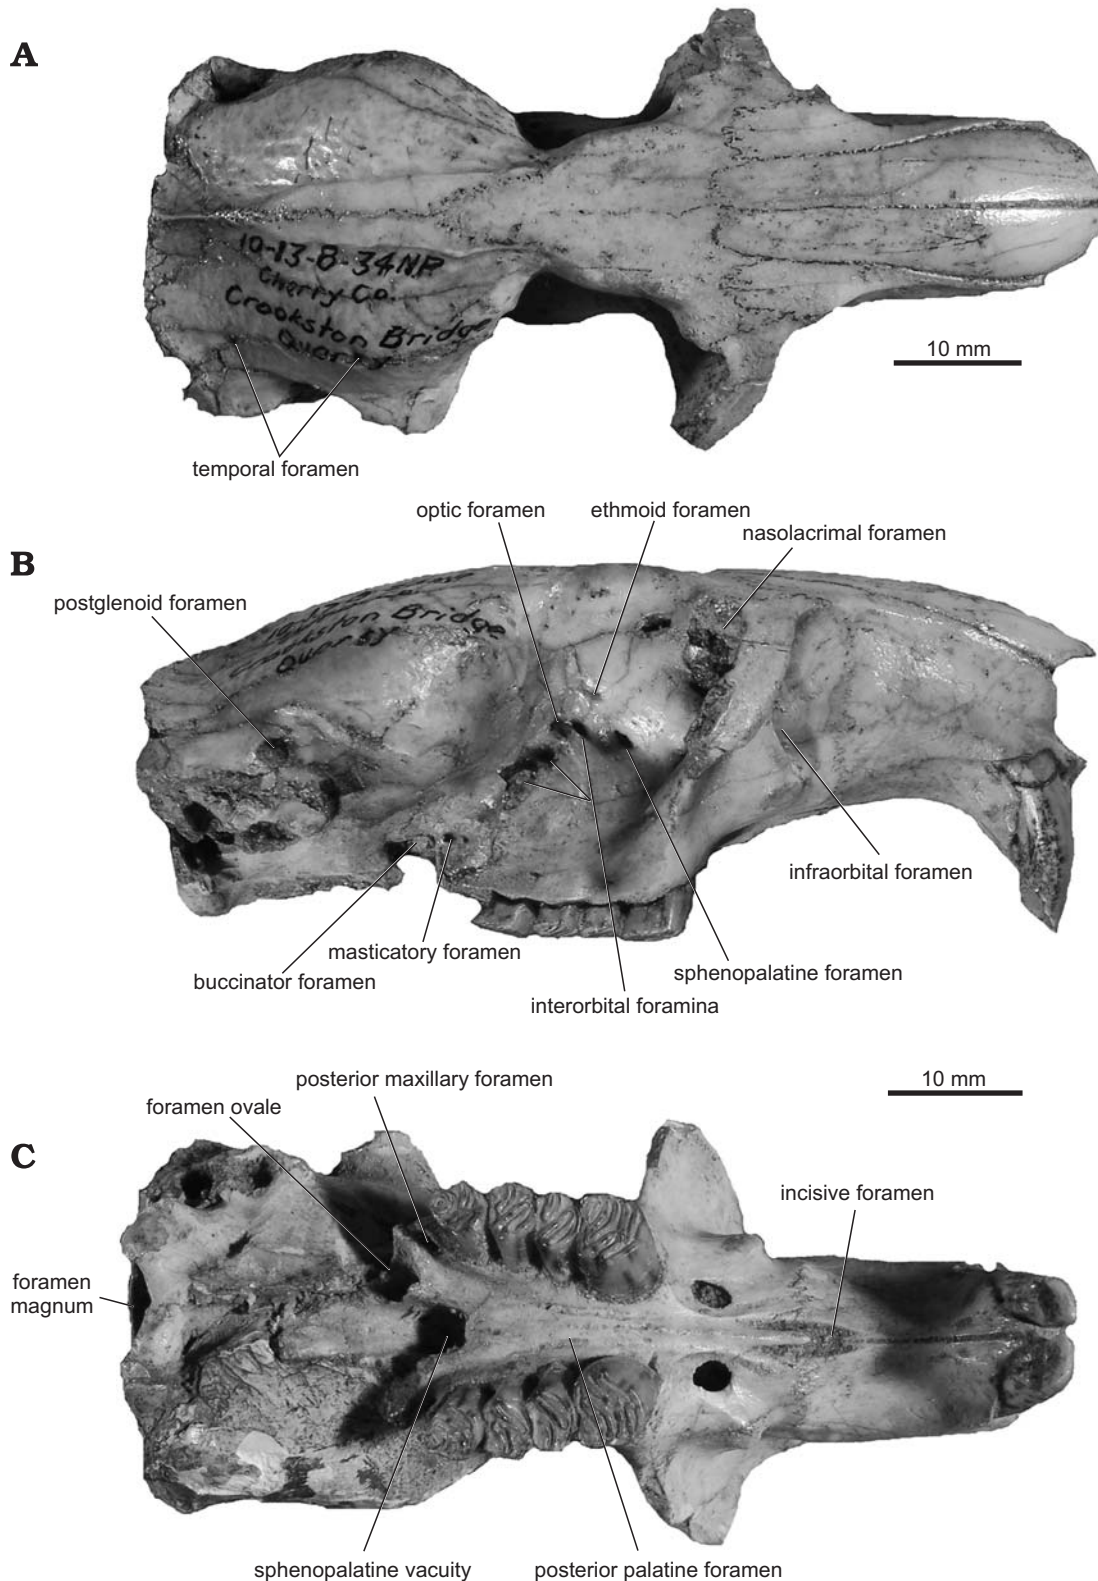 A
10-13-8-34NP
Cherry Co.
Crookston Bridge
10 mm
temporal foramen
optic foramen
ethmoid foramen
nasolacrimal foramen
B
postglenoid foramen
Crookston Bridge
Quarry
infraorbital foramen
masticatory foramen
sphenopalatine foramen
buccinator foramen
interorbital foramina
posterior maxillary foramen
10 mm
foramen ovale
C
incisive foramen
foramen
magnum
sphenopalatine vacuity
posterior palatine foramen